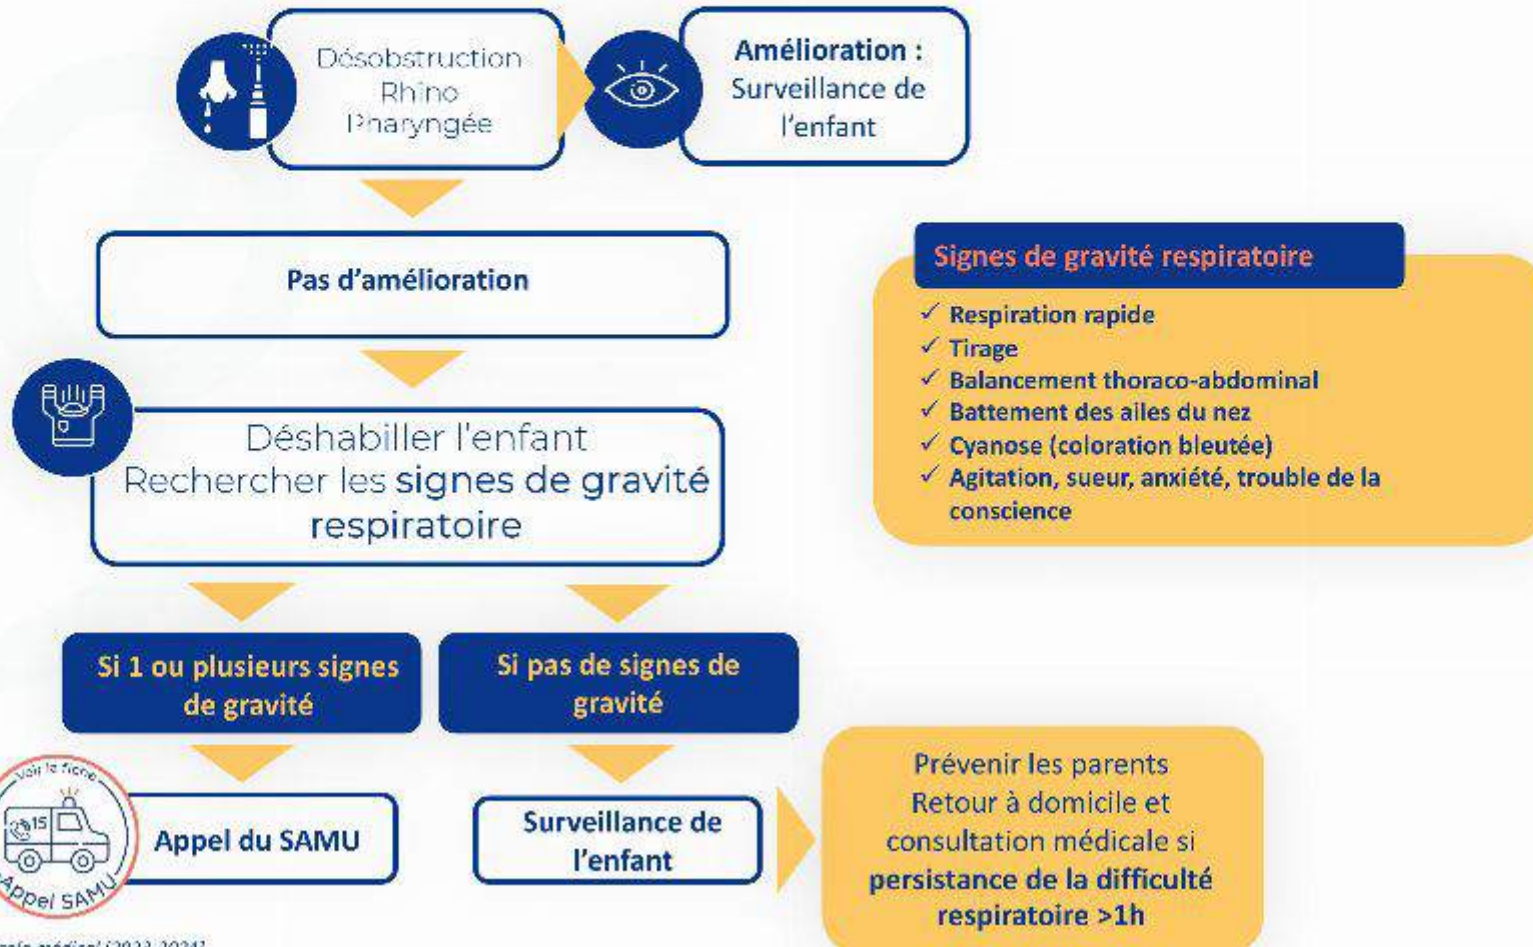 Désobstruction
Rhino
Pharyngée
Amélioration :
Surveillance de
l'enfant
Pas d'amélioration
Signes de gravité respiratoire
✓ Respiration rapide
✓ Tirage
✓ Balancement thoraco-abdominal
✓ Battement des ailes du nez
✓ Cyanose (coloration bleutée)
✓ Agitation, sueur, anxiété, trouble de la
conscience
Déshabiller l'enfant
Rechercher les signes de gravité
respiratoire
Si 1 ou plusieurs signes
de gravité
Si pas de signes de
gravité
Voir la fiche
15
Appel SAMU
Appel du SAMU
Surveillance de
l'enfant
Prévenir les parents
Retour à domicile et
consultation médicale si
persistance de la difficulté
respiratoire >1h
médical (2023-2024)